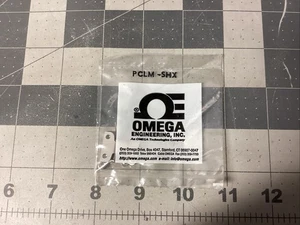 PCLM -5HX
OMEGA
ENGINEERING, INC.
An OMEGA Technologies Company
One Omega Drive, Box 4047, Stamford, CT 06907-0047
http://www.omega.com e-mail: info@omega.com
6 7 8 9 10 11 12